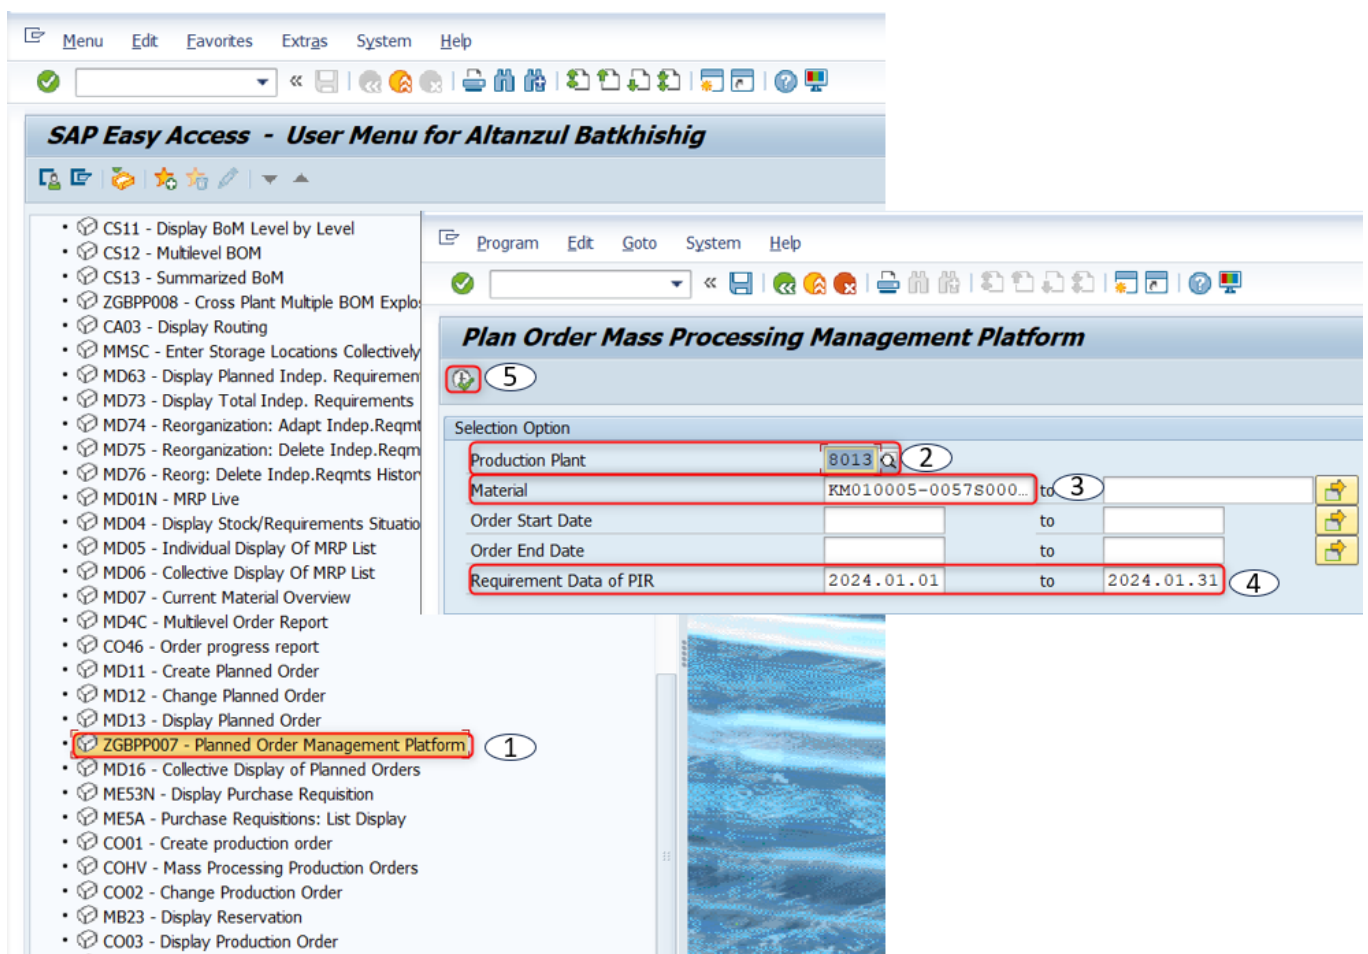 Menu Edit Favorites Extras System Help
SAP Easy Access - User Menu for Altanzul Batkhishig
CS11 - Display BoM Level by Level
CS12 - Multilevel BOM
CS13 - Summarized BoM
ZGBPP008 - Cross Plant Multiple BOM Explo
CA03 - Display Routing
MMSC - Enter Storage Locations Collectively
MD63 - Display Planned Indep. Requiremen
MD73 - Display Total Indep. Requirements
MD74 - Reorganization: Adapt Indep.Reqmt
MD75 - Reorganization: Delete Indep.Reqm
MD76 - Reorg: Delete Indep.Reqmts Histor
MD01N - MRP Live
MD04 - Display Stock/Requirements Situatio
MD05 - Individual Display Of MRP List
MD06 - Collective Display Of MRP List
MD07 - Current Material Overview
MD4C - Multilevel Order Report
CO46 - Order progress report
MD11 - Create Planned Order
MD12 - Change Planned Order
MD13 - Display Planned Order
ZGBPP007 - Planned Order Management Platform 1
MD16 - Collective Display of Planned Orders
ME53N - Display Purchase Requisition
ME5A - Purchase Requisitions: List Display
CO01 - Create production order
COHV - Mass Processing Production Orders
CO02 - Change Production Order
MB23 - Display Reservation
CO03 - Display Production Order
Program Edit Goto System Help
Plan Order Mass Processing Management Platform
5
Selection Option
Production Plant 8013 2
Material KM010005-0057S000... to 3
Order Start Date to
Order End Date to
Requirement Data of PIR 2024.01.01 to 2024.01.31 4